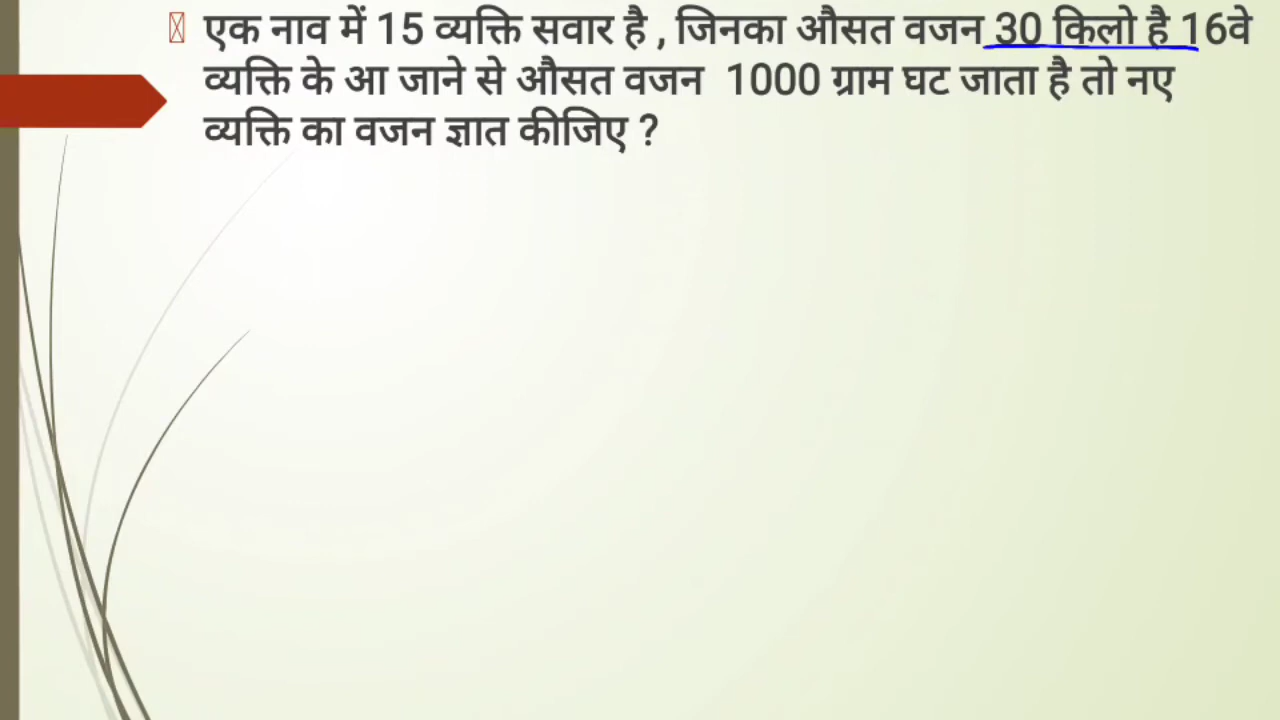 एक नाव में 15 व्यक्ति सवार है , जिनका औसत वजन 30 किलो है 16वे
व्यक्ति के आ जाने से औसत वजन 1000 ग्राम घट जाता है तो नए
व्यक्ति का वजन ज्ञात कीजिए ?